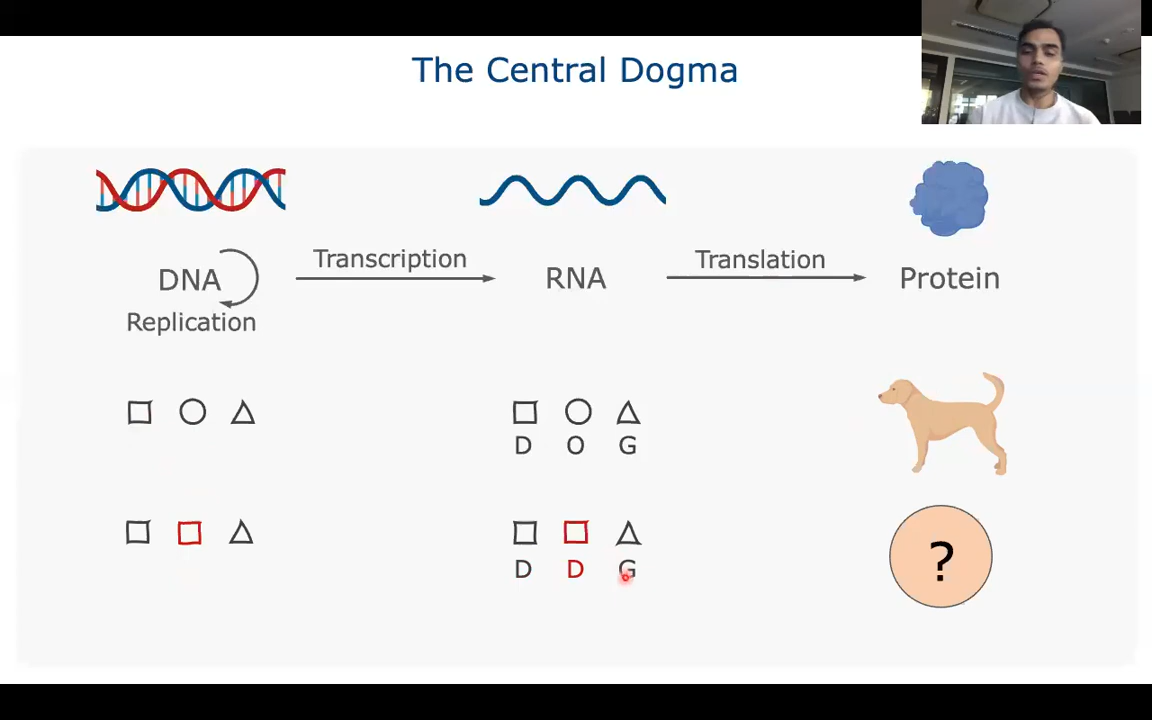 The Central Dogma
DNA
Transcription
RNA
Translation
Protein
Replication
D O G
D D G
?